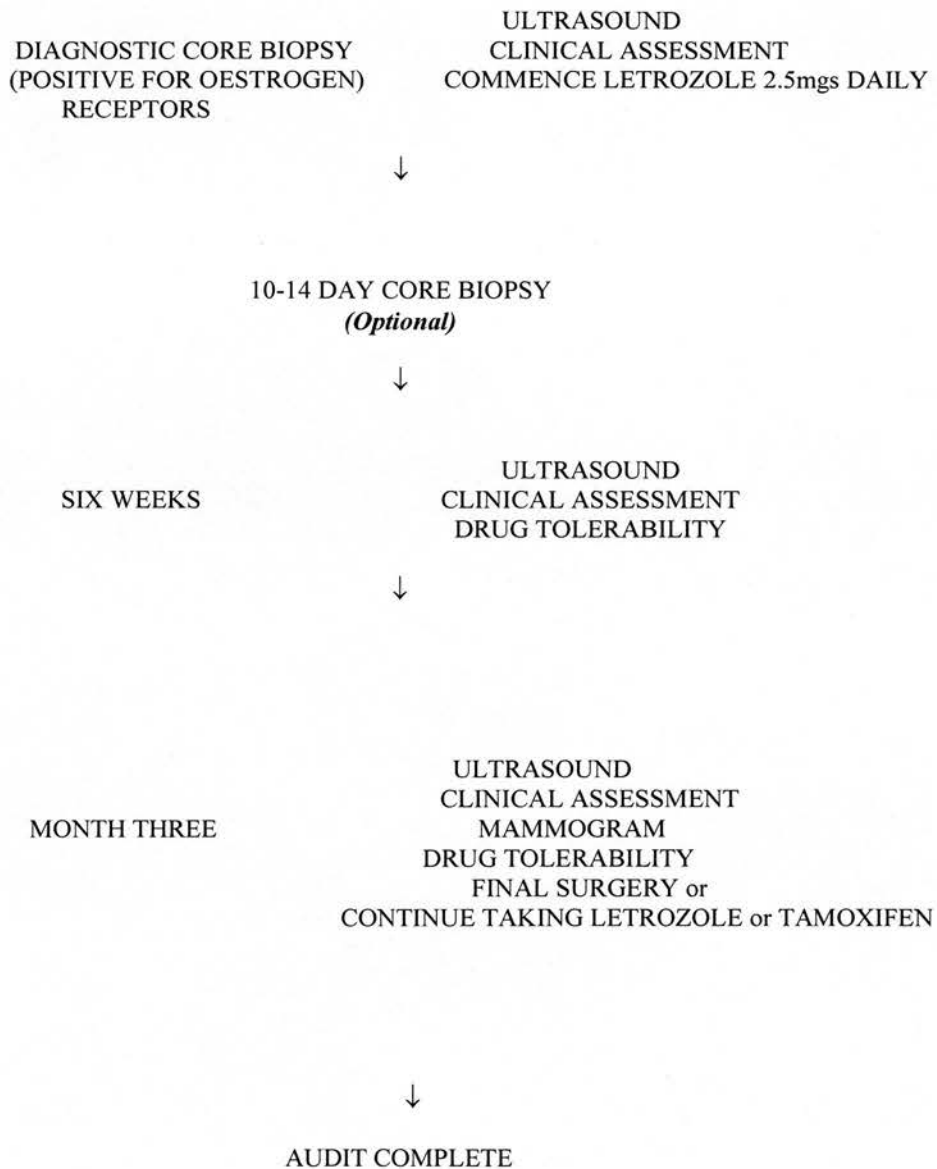 DIAGNOSTIC CORE BIOPSY
(POSITIVE FOR OESTROGEN)
RECEPTORS
ULTRASOUND
CLINICAL ASSESSMENT
COMMENCE LETROZOLE 2.5mgs DAILY
↓
10-14 DAY CORE BIOPSY
(Optional)
↓
SIX WEEKS
ULTRASOUND
CLINICAL ASSESSMENT
DRUG TOLERABILITY
↓
MONTH THREE
ULTRASOUND
CLINICAL ASSESSMENT
MAMMOGRAM
DRUG TOLERABILITY
FINAL SURGERY or
CONTINUE TAKING LETROZOLE or TAMOXIFEN
↓
AUDIT COMPLETE